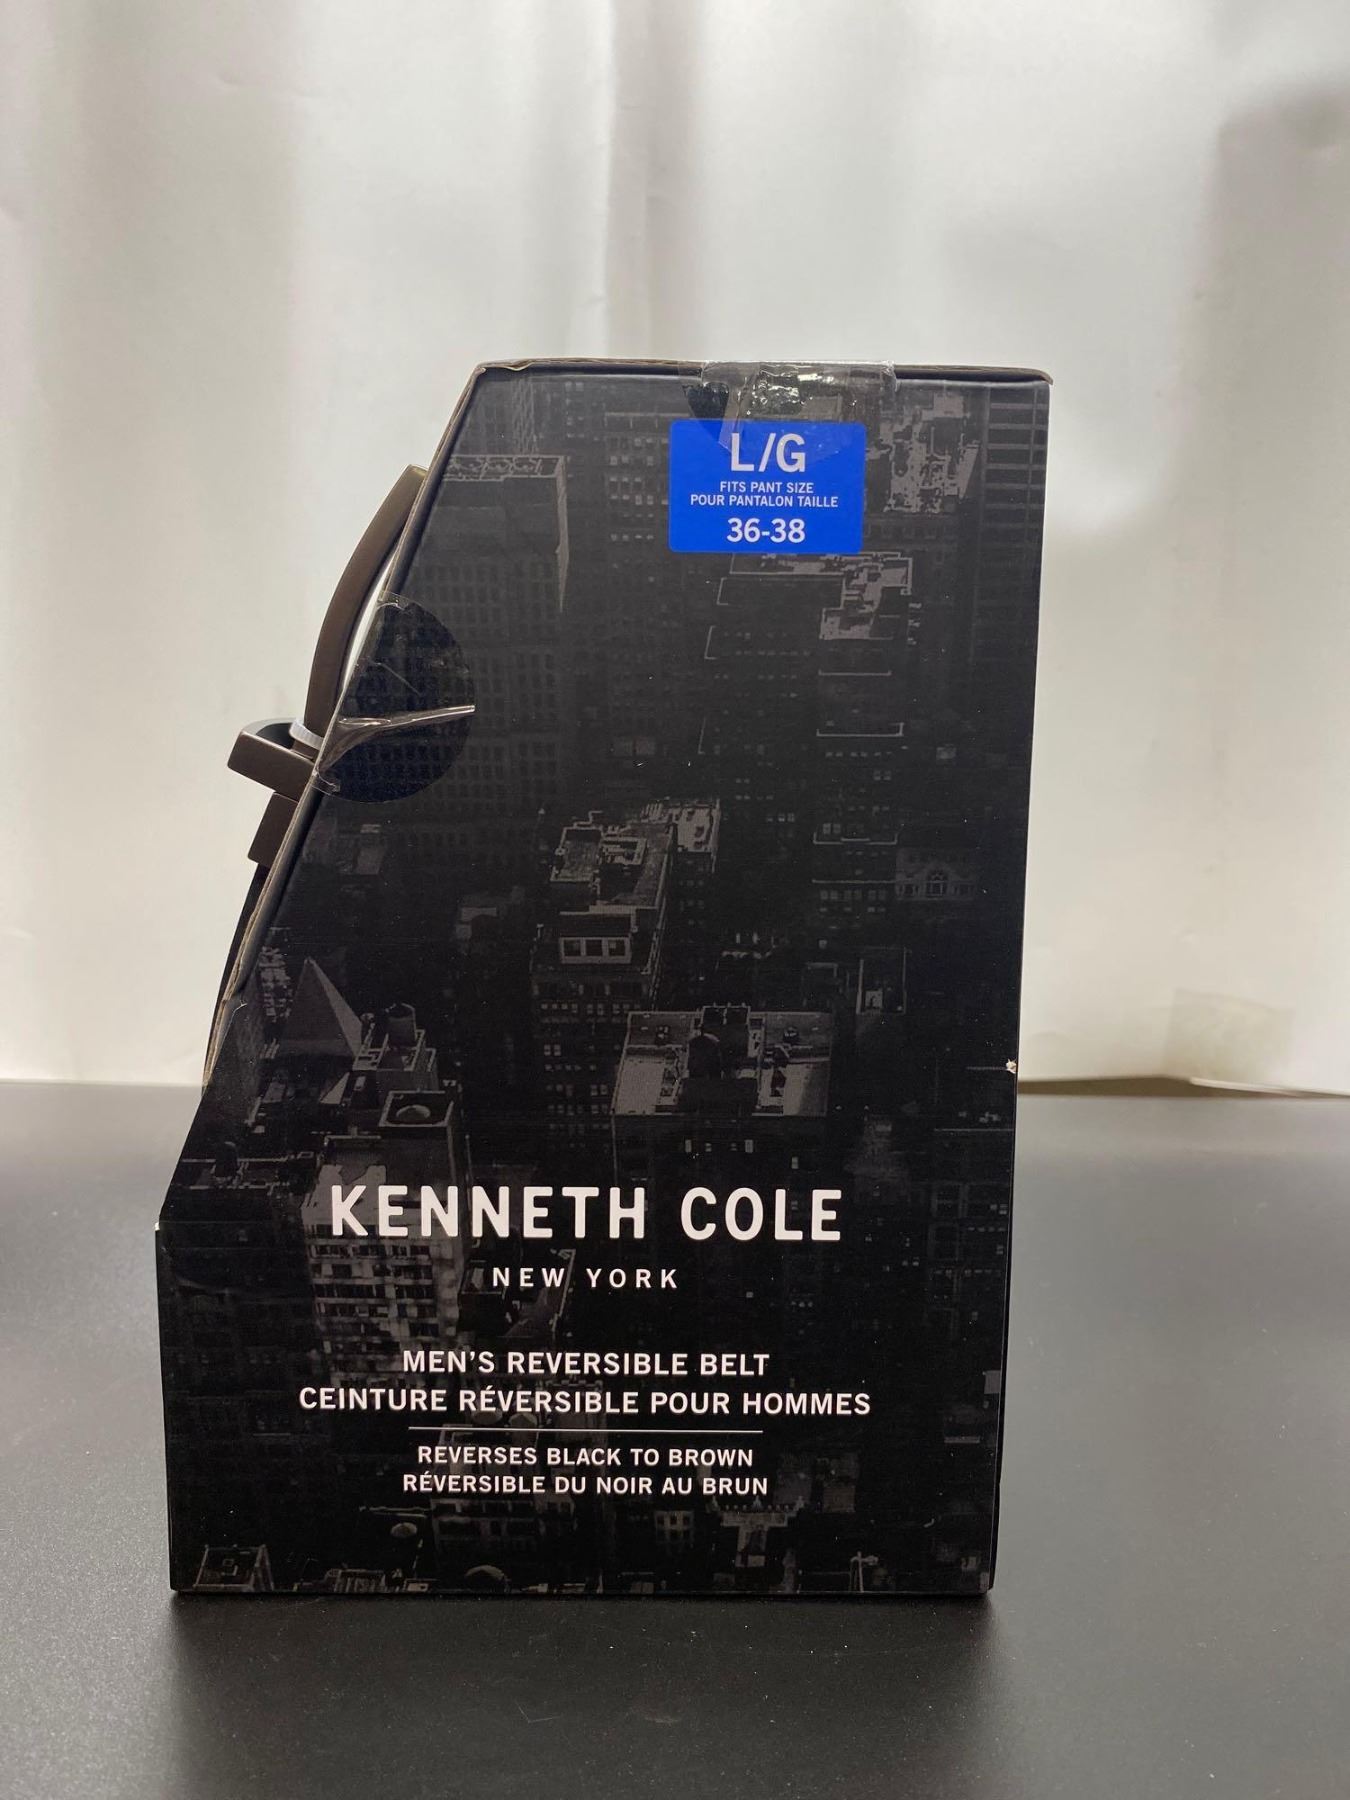 L/G
FITS PANT SIZE
POUR PANTALON TAILLE
36-38
KENNETH COLE
NEW YORK
MEN'S REVERSIBLE BELT
CEINTURE RÉVERSIBLE POUR HOMMES
REVERSES BLACK TO BROWN
RÉVERSIBLE DU NOIR AU BRUN